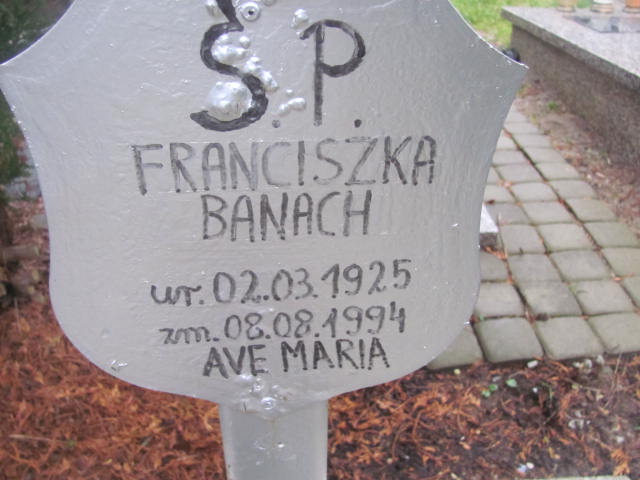 Ś. P.
FRANCISZKA
BANACH
ur. 02.03.1925
zm. 08.08.1994
AVE MARIA